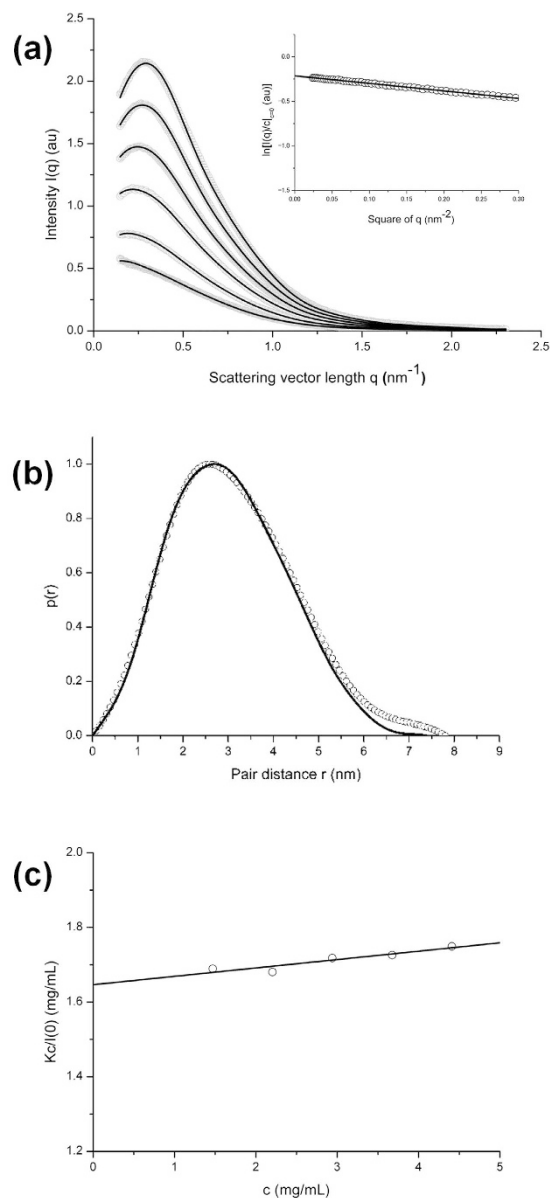 (a)
2.5
2.0
1.5
1.0
0.5
0.0
Intensity I(q) (au)
0.0 0.5 1.0 1.5 2.0 2.5
Scattering vector length q (nm⁻¹)
0.0
-0.5
-1.0
-1.5
ln[I(q)/c]c=0 (au)]
0.00 0.05 0.10 0.15 0.20 0.25 0.30
Square of q (nm⁻²)
(b)
1.0
0.8
0.6
0.4
0.2
0.0
p(r)
0 1 2 3 4 5 6 7 8 9
Pair distance r (nm)
(c)
2.0
1.8
1.6
1.4
1.2
Kc/I(0) (mg/mL)
0 1 2 3 4 5
c (mg/mL)